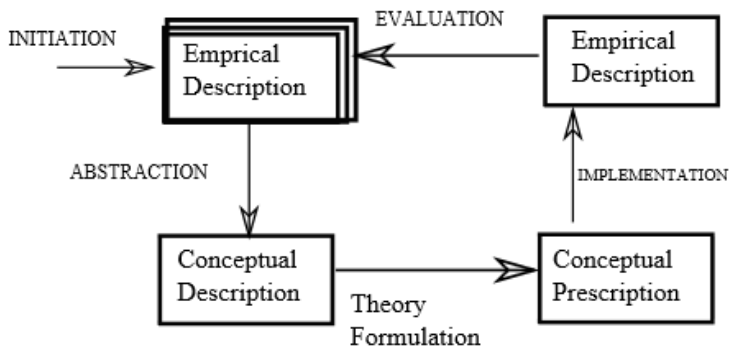 INITIATION
Emprical
Description
EVALUATION
Empirical
Description
ABSTRACTION
IMPLEMENTATION
Conceptual
Description
Theory
Formulation
Conceptual
Prescription